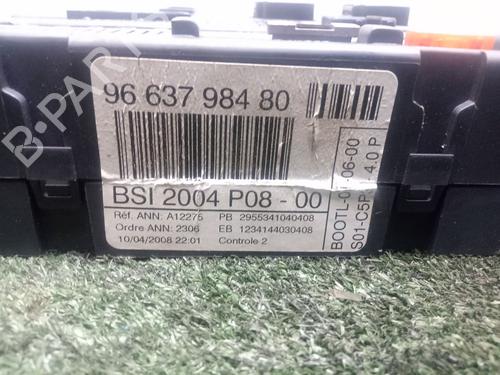 96 637 984 80
BSI 2004 P08 - 00
Réf. ANN: A12275 PB 2955341040408
Ordre ANN: 2306 EB 1234144030408
10/04/2008 22:01 Controle 2
BOOTL -06-00
S01-C5P 4.0 P
B-PARTS